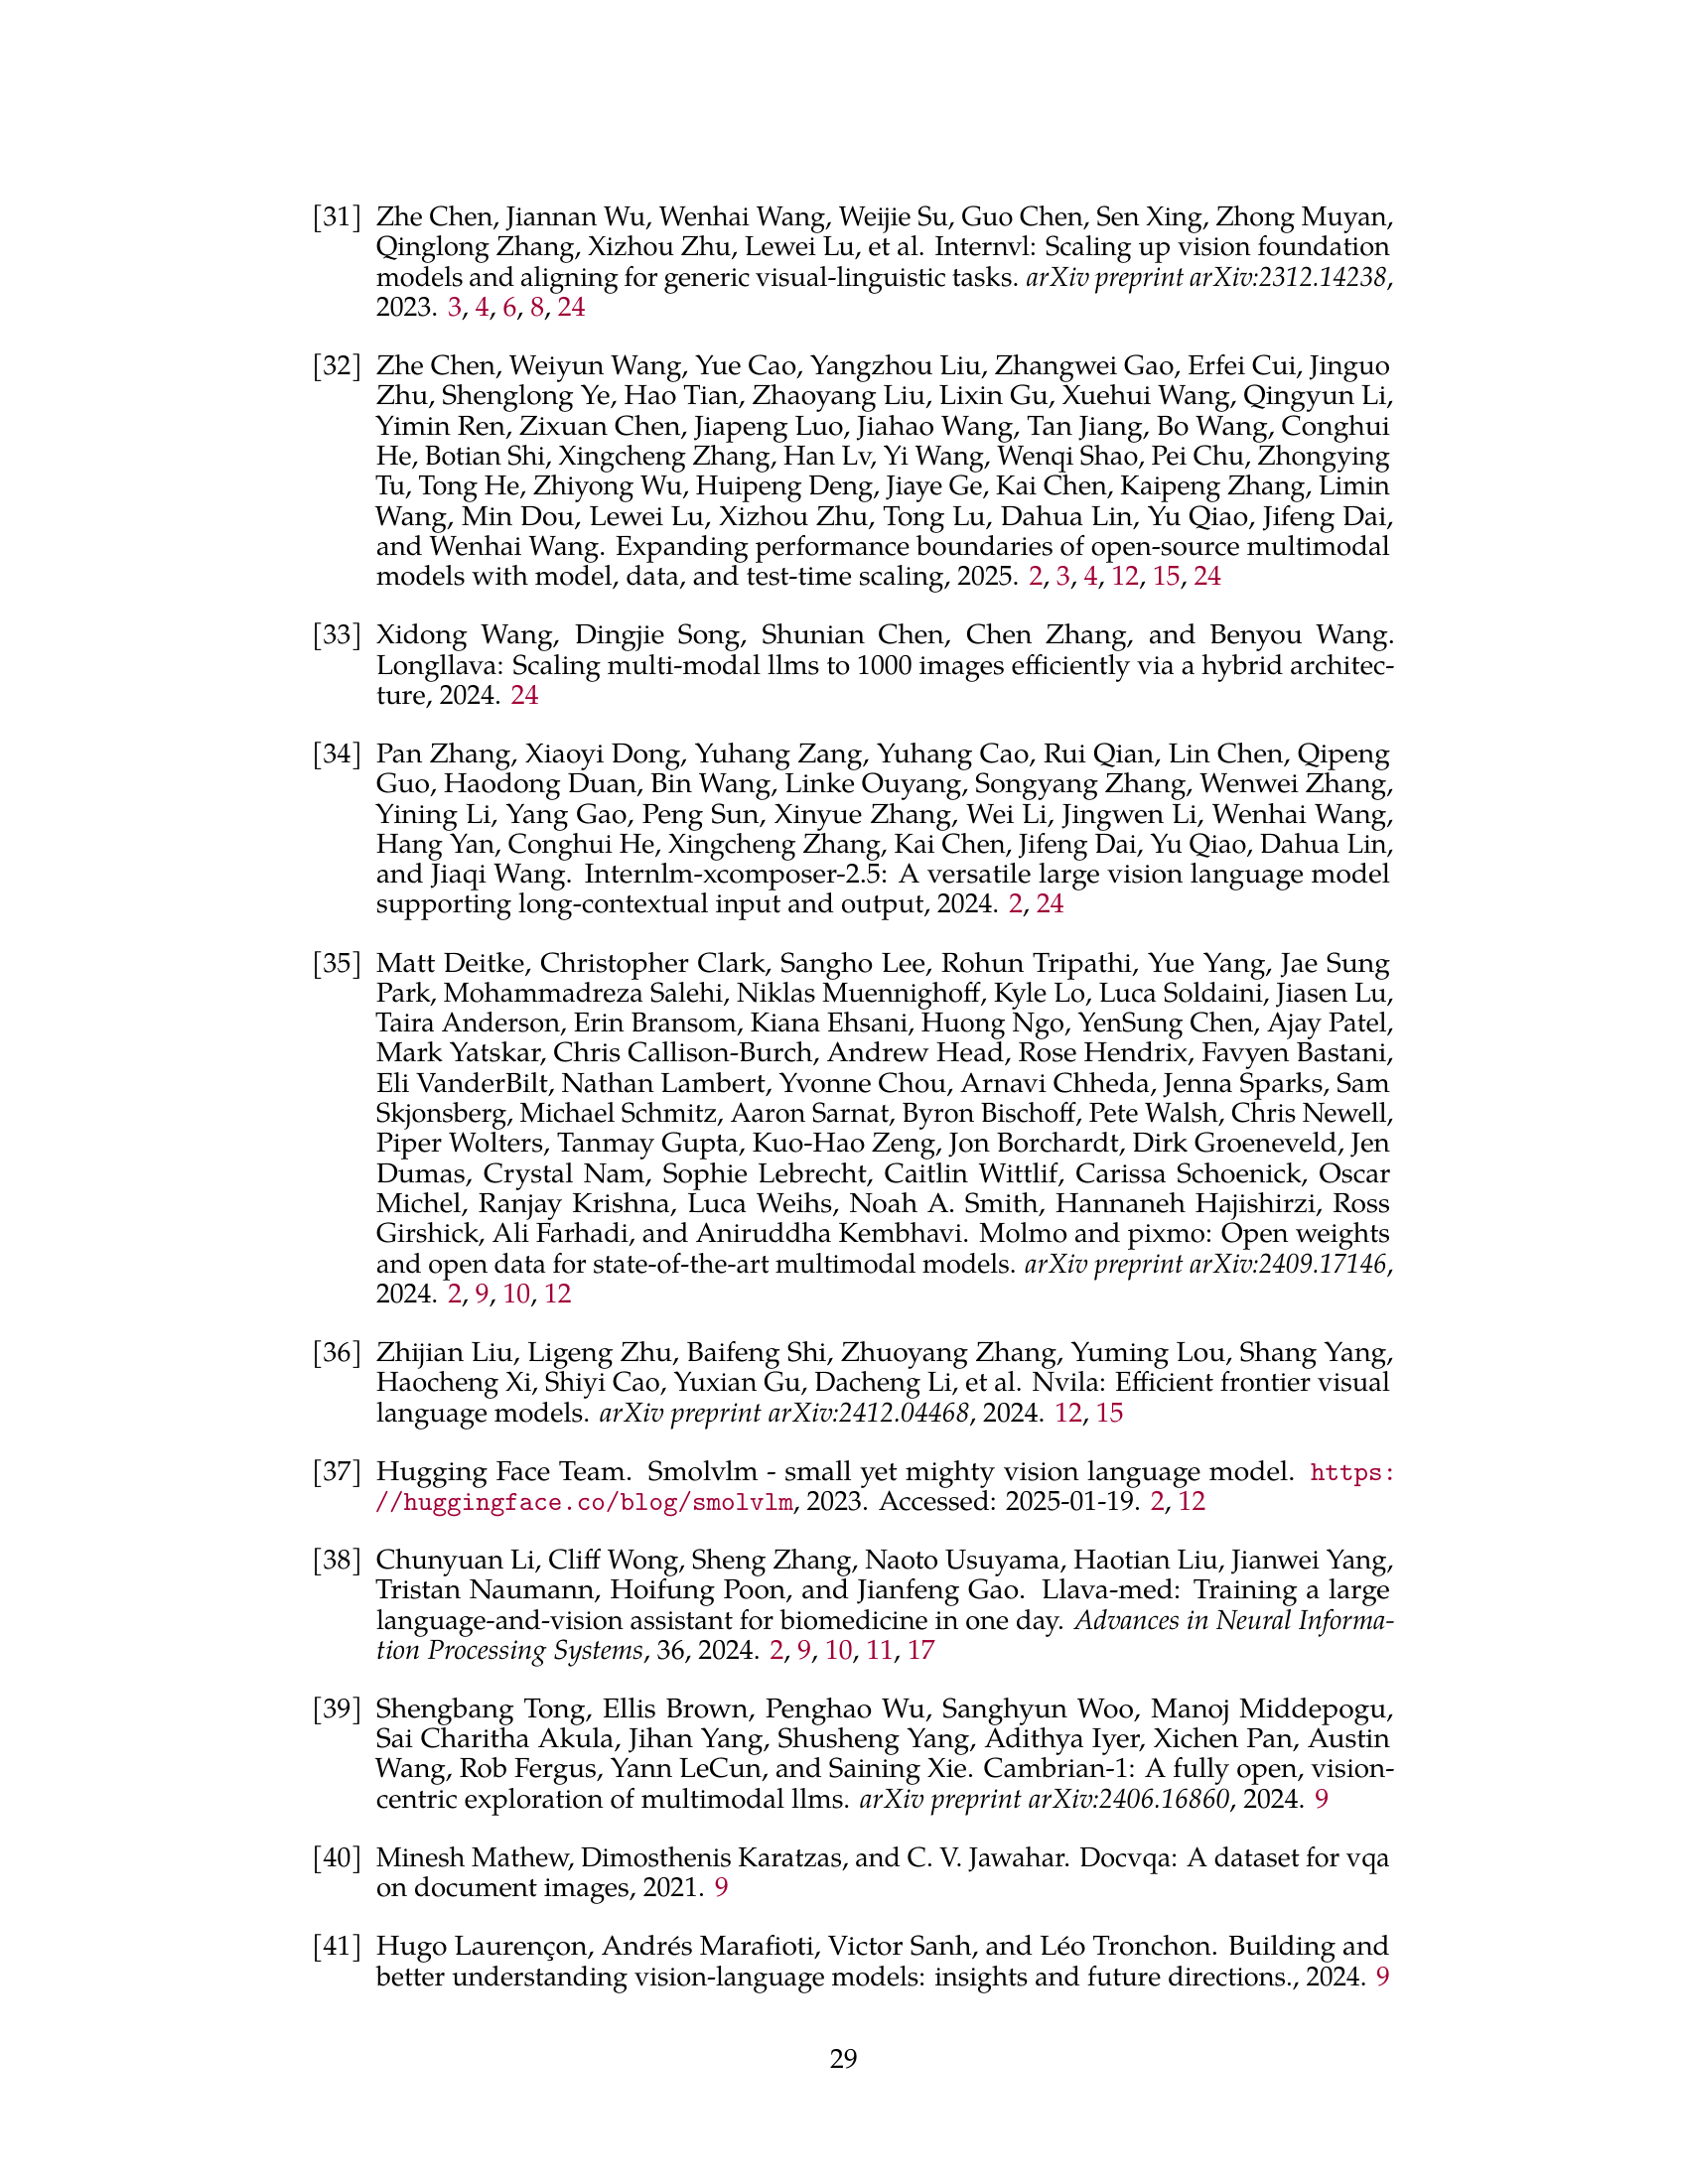 [31] Zhe Chen, Jiannan Wu, Wenhai Wang, Weijie Su, Guo Chen, Sen Xing, Zhong Muyan,
Qinglong Zhang, Xizhou Zhu, Lewei Lu, et al. Internvl: Scaling up vision foundation
models and aligning for generic visual-linguistic tasks. arXiv preprint arXiv:2312.14238,
2023. 3, 4, 6, 8, 24
[32] Zhe Chen, Weiyun Wang, Yue Cao, Yangzhou Liu, Zhangwei Gao, Erfei Cui, Jinguo
Zhu, Shenglong Ye, Hao Tian, Zhaoyang Liu, Lixin Gu, Xuehui Wang, Qingyun Li,
Yimin Ren, Zixuan Chen, Jiapeng Luo, Jiahao Wang, Tan Jiang, Bo Wang, Conghui
He, Botian Shi, Xingcheng Zhang, Han Lv, Yi Wang, Wenqi Shao, Pei Chu, Zhongying
Tu, Tong He, Zhiyong Wu, Huipeng Deng, Jiaye Ge, Kai Chen, Kaipeng Zhang, Limin
Wang, Min Dou, Lewei Lu, Xizhou Zhu, Tong Lu, Dahua Lin, Yu Qiao, Jifeng Dai,
and Wenhai Wang. Expanding performance boundaries of open-source multimodal
models with model, data, and test-time scaling, 2025. 2, 3, 4, 12, 15, 24
[33] Xidong Wang, Dingjie Song, Shunian Chen, Chen Zhang, and Benyou Wang.
Longllava: Scaling multi-modal llms to 1000 images efficiently via a hybrid architec-
ture, 2024. 24
[34] Pan Zhang, Xiaoyi Dong, Yuhang Zang, Yuhang Cao, Rui Qian, Lin Chen, Qipeng
Guo, Haodong Duan, Bin Wang, Linke Ouyang, Songyang Zhang, Wenwei Zhang,
Yining Li, Yang Gao, Peng Sun, Xinyue Zhang, Wei Li, Jingwen Li, Wenhai Wang,
Hang Yan, Conghui He, Xingcheng Zhang, Kai Chen, Jifeng Dai, Yu Qiao, Dahua Lin,
and Jiaqi Wang. Internlm-xcomposer-2.5: A versatile large vision language model
supporting long-contextual input and output, 2024. 2, 24
[35] Matt Deitke, Christopher Clark, Sangho Lee, Rohun Tripathi, Yue Yang, Jae Sung
Park, Mohammadreza Salehi, Niklas Muennighoff, Kyle Lo, Luca Soldaini, Jiasen Lu,
Taira Anderson, Erin Bransom, Kiana Ehsani, Huong Ngo, YenSung Chen, Ajay Patel,
Mark Yatskar, Chris Callison-Burch, Andrew Head, Rose Hendrix, Favyen Bastani,
Eli VanderBilt, Nathan Lambert, Yvonne Chou, Arnavi Chheda, Jenna Sparks, Sam
Skjonsberg, Michael Schmitz, Aaron Sarnat, Byron Bischoff, Pete Walsh, Chris Newell,
Piper Wolters, Tanmay Gupta, Kuo-Hao Zeng, Jon Borchardt, Dirk Groeneveld, Jen
Dumas, Crystal Nam, Sophie Lebrecht, Caitlin Wittlif, Carissa Schoenick, Oscar
Michel, Ranjay Krishna, Luca Weihs, Noah A. Smith, Hannaneh Hajishirzi, Ross
Girshick, Ali Farhadi, and Aniruddha Kembhavi. Molmo and pixmo: Open weights
and open data for state-of-the-art multimodal models. arXiv preprint arXiv:2409.17146,
2024. 2, 9, 10, 12
[36] Zhijian Liu, Ligeng Zhu, Baifeng Shi, Zhuoyang Zhang, Yuming Lou, Shang Yang,
Haocheng Xi, Shiyi Cao, Yuxian Gu, Dacheng Li, et al. Nvila: Efficient frontier visual
language models. arXiv preprint arXiv:2412.04468, 2024. 12, 15
[37] Hugging Face Team. Smolvlm - small yet mighty vision language model. https:
//huggingface.co/blog/smolvlm, 2023. Accessed: 2025-01-19. 2, 12
[38] Chunyuan Li, Cliff Wong, Sheng Zhang, Naoto Usuyama, Haotian Liu, Jianwei Yang,
Tristan Naumann, Hoifung Poon, and Jianfeng Gao. Llava-med: Training a large
language-and-vision assistant for biomedicine in one day. Advances in Neural Informa-
tion Processing Systems, 36, 2024. 2, 9, 10, 11, 17
[39] Shengbang Tong, Ellis Brown, Penghao Wu, Sanghyun Woo, Manoj Middepogu,
Sai Charitha Akula, Jihan Yang, Shusheng Yang, Adithya Iyer, Xichen Pan, Austin
Wang, Rob Fergus, Yann LeCun, and Saining Xie. Cambrian-1: A fully open, vision-
centric exploration of multimodal llms. arXiv preprint arXiv:2406.16860, 2024. 9
[40] Minesh Mathew, Dimosthenis Karatzas, and C. V. Jawahar. Docvqa: A dataset for vqa
on document images, 2021. 9
[41] Hugo Laurençon, Andrés Marafioti, Victor Sanh, and Léo Tronchon. Building and
better understanding vision-language models: insights and future directions., 2024. 9
29